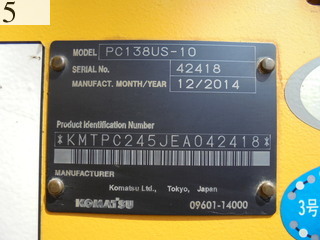 5
MODEL PC138US-10
SERIAL No. 42418
MANUFACT. MONTH/YEAR 12/2014
Product Identification Number
*KMTPC245JEA042418*
MANUFACTURER
Komatsu Ltd., Tokyo, Japan
KOMATSU 09601-14000
3号